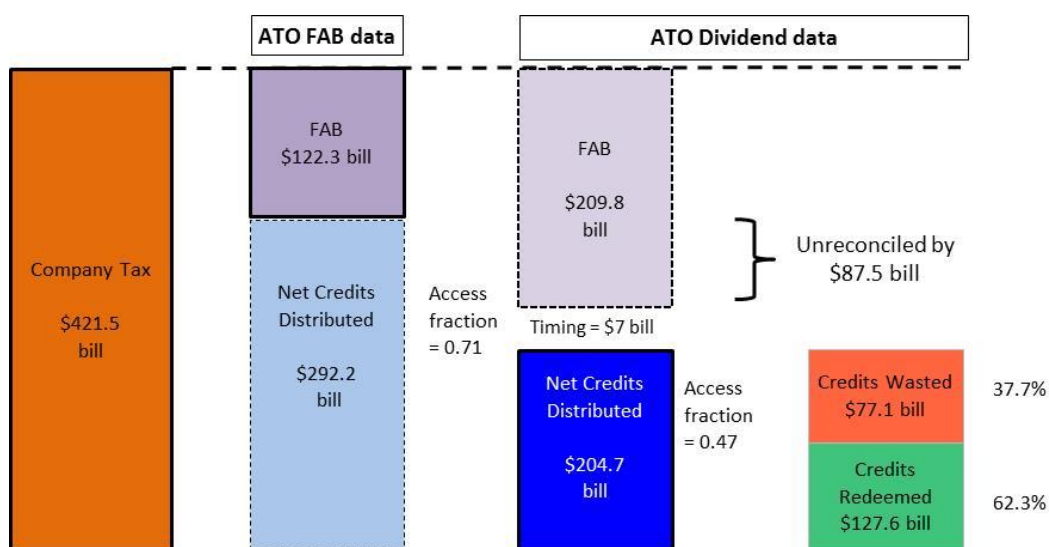 ATO FAB data
ATO Dividend data
Company Tax
$421.5
bill
FAB
$122.3 bill
Net Credits
Distributed
$292.2
bill
Access
fraction
= 0.71
FAB
$209.8
bill
Timing = $7 bill
Net Credits
Distributed
$204.7
bill
Access
fraction
= 0.47
Unreconciled by
$87.5 bill
Credits Wasted
$77.1 bill
37.7%
Credits
Redeemed
$127.6 bill
62.3%